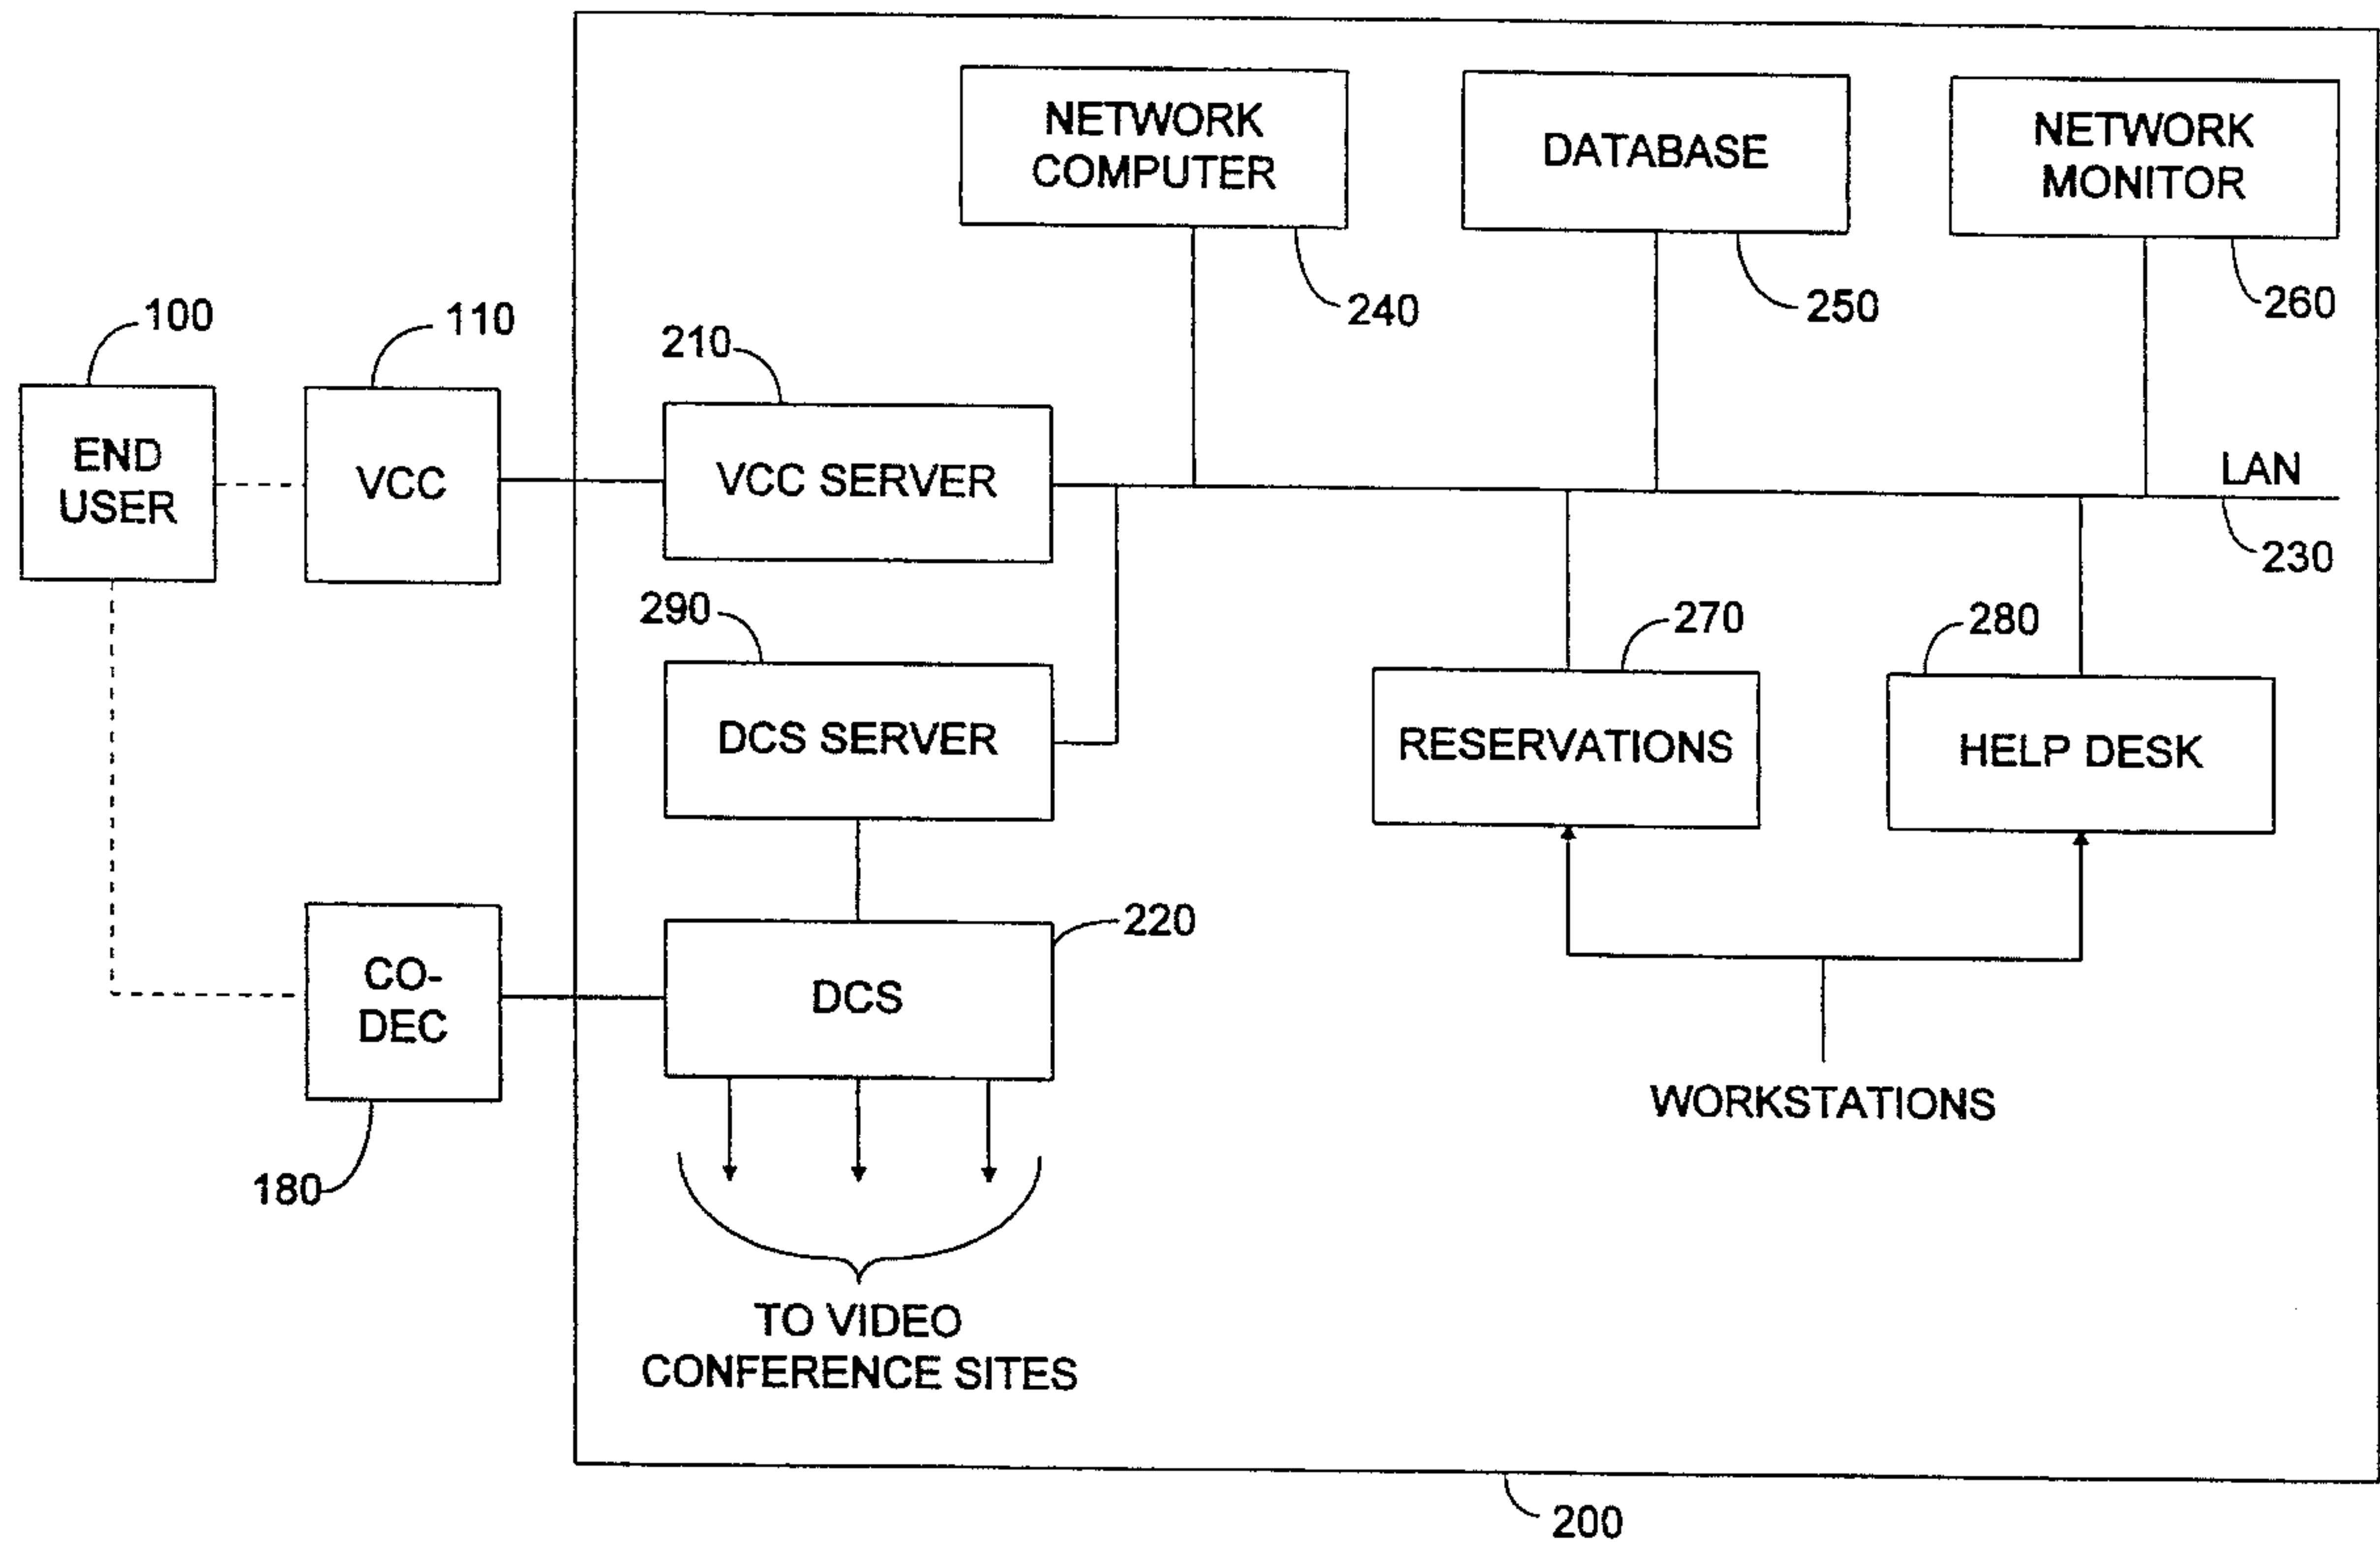 NETWORK
COMPUTER
DATABASE
NETWORK
MONITOR
240
250
260
100
110
210
END
USER
VCC
VCC SERVER
LAN
230
290
270
280
DCS SERVER
RESERVATIONS
HELP DESK
220
CO-
DEC
DCS
180
WORKSTATIONS
TO VIDEO
CONFERENCE SITES
200